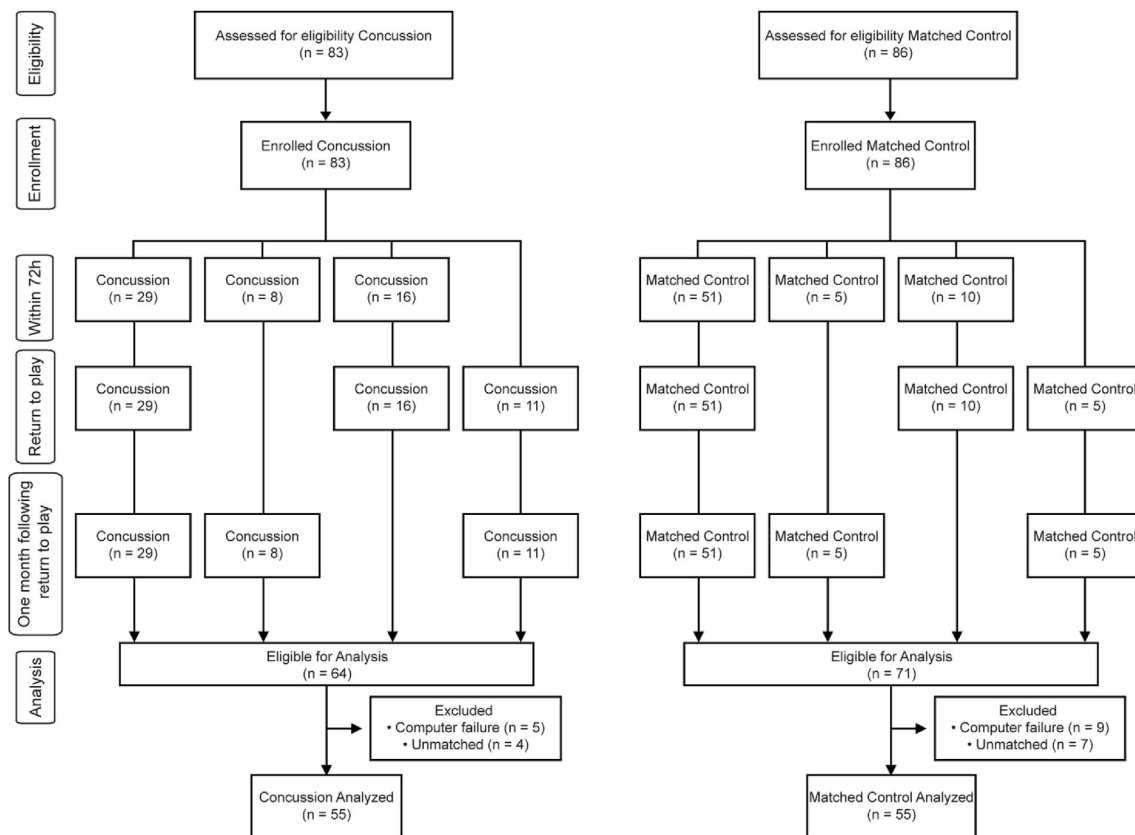 Eligibility
Assessed for eligibility Concussion
(n = 83)
Assessed for eligibility Matched Control
(n = 86)
Enrollment
Enrolled Concussion
(n = 83)
Enrolled Matched Control
(n = 86)
Within 72h
Concussion
(n = 29)
Concussion
(n = 8)
Concussion
(n = 16)
Matched Control
(n = 51)
Matched Control
(n = 5)
Matched Control
(n = 10)
Return to play
Concussion
(n = 29)
Concussion
(n = 16)
Concussion
(n = 11)
Matched Control
(n = 51)
Matched Control
(n = 10)
Matched Control
(n = 5)
One month following
return to play
Concussion
(n = 29)
Concussion
(n = 8)
Concussion
(n = 11)
Matched Control
(n = 51)
Matched Control
(n = 5)
Matched Control
(n = 5)
Analysis
Eligible for Analysis
(n = 64)
Eligible for Analysis
(n = 71)
Excluded
• Computer failure (n = 5)
• Unmatched (n = 4)
Excluded
• Computer failure (n = 9)
• Unmatched (n = 7)
Concussion Analyzed
(n = 55)
Matched Control Analyzed
(n = 55)